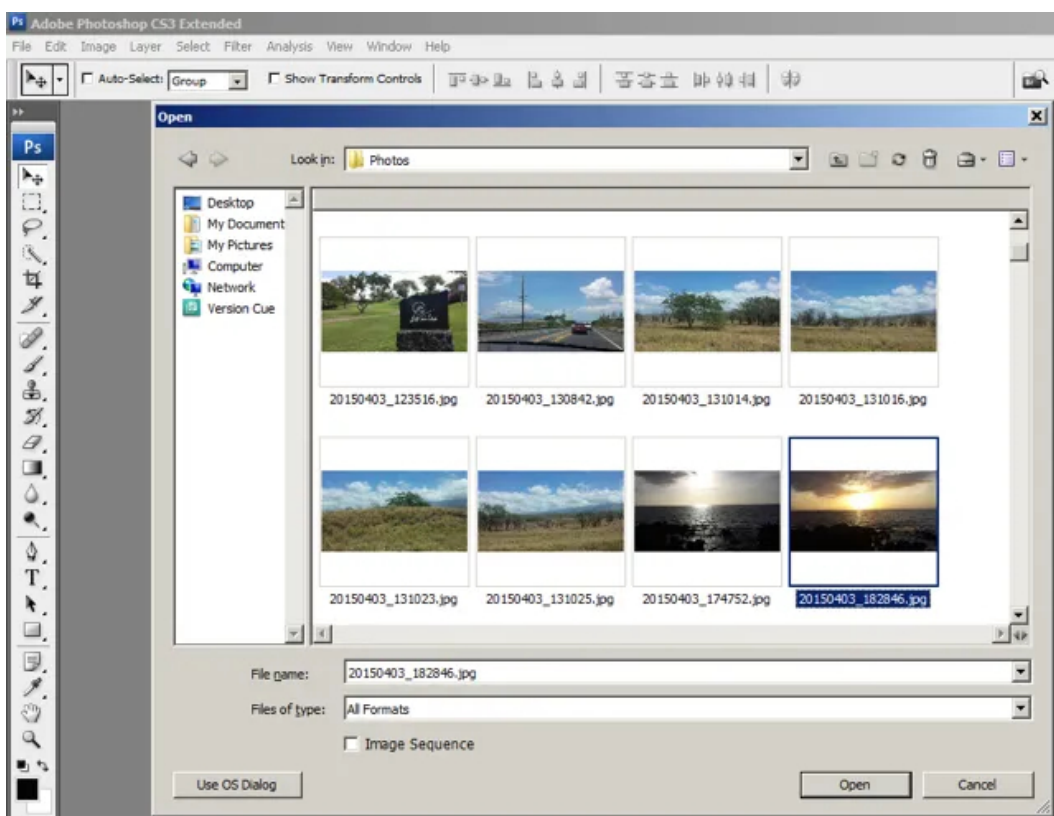 Ps Adobe Photoshop CS3 Extended
File Edit Image Layer Select Filter Analysis View Window Help
Auto-Select: Group Show Transform Controls
Open
Ps
Look in: Photos
Desktop
My Document
My Pictures
Computer
Network
Version Cue
20150403_123516.jpg 20150403_130842.jpg 20150403_131014.jpg 20150403_131016.jpg
20150403_131023.jpg 20150403_131025.jpg 20150403_174752.jpg 20150403_182846.jpg
File name: 20150403_182846.jpg
Files of type: All Formats
Image Sequence
Use OS Dialog Open Cancel